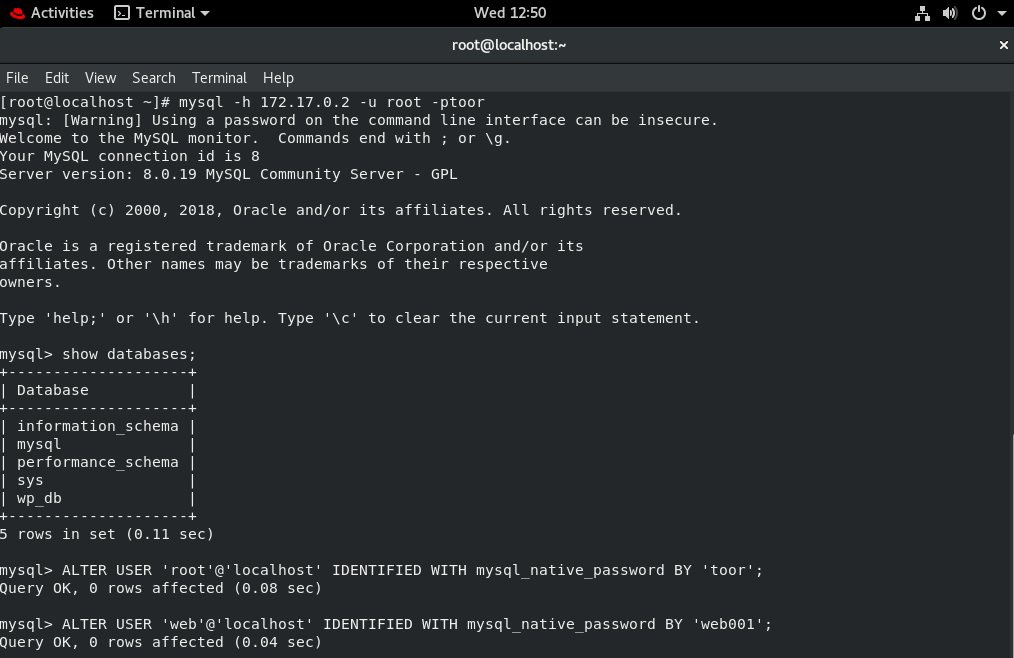 Activities Terminal Wed 12:50
root@localhost:~ ×
File Edit View Search Terminal Help
[root@localhost ~]# mysql -h 172.17.0.2 -u root -ptoor
mysql: [Warning] Using a password on the command line interface can be insecure.
Welcome to the MySQL monitor.  Commands end with ; or \g.
Your MySQL connection id is 8
Server version: 8.0.19 MySQL Community Server - GPL
Copyright (c) 2000, 2018, Oracle and/or its affiliates. All rights reserved.
Oracle is a registered trademark of Oracle Corporation and/or its
affiliates. Other names may be trademarks of their respective
owners.
Type 'help;' or '\h' for help. Type '\c' to clear the current input statement.
mysql> show databases;
+--------------------+
| Database           |
+--------------------+
| information_schema |
| mysql              |
| performance_schema |
| sys                |
| wp_db              |
+--------------------+
5 rows in set (0.11 sec)
mysql> ALTER USER 'root'@'localhost' IDENTIFIED WITH mysql_native_password BY 'toor';
Query OK, 0 rows affected (0.08 sec)
mysql> ALTER USER 'web'@'localhost' IDENTIFIED WITH mysql_native_password BY 'web001';
Query OK, 0 rows affected (0.04 sec)